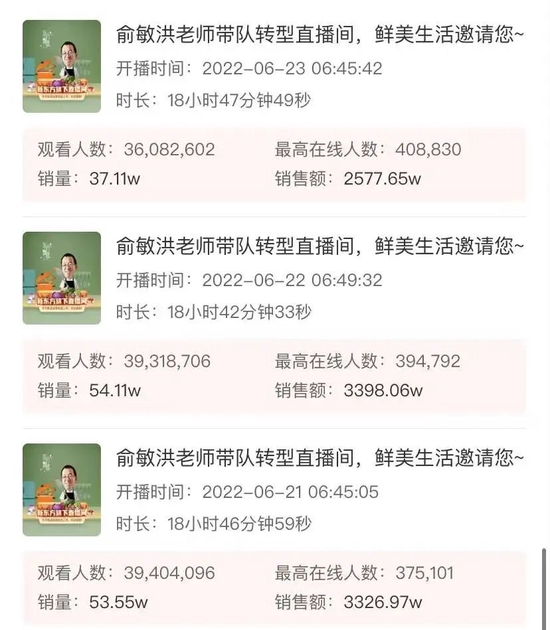 俞敏洪老师带队转型直播间，鲜美生活邀请您~
开播时间：2022-06-23 06:45:42
时长：18小时47分钟49秒
观看人数：36,082,602 最高在线人数：408,830
销量：37.11w 销售额：2577.65w
俞敏洪老师带队转型直播间，鲜美生活邀请您~
开播时间：2022-06-22 06:49:32
时长：18小时42分钟33秒
观看人数：39,318,706 最高在线人数：394,792
销量：54.11w 销售额：3398.06w
俞敏洪老师带队转型直播间，鲜美生活邀请您~
开播时间：2022-06-21 06:45:05
时长：18小时46分钟59秒
观看人数：39,404,096 最高在线人数：375,101
销量：53.55w 销售额：3326.97w